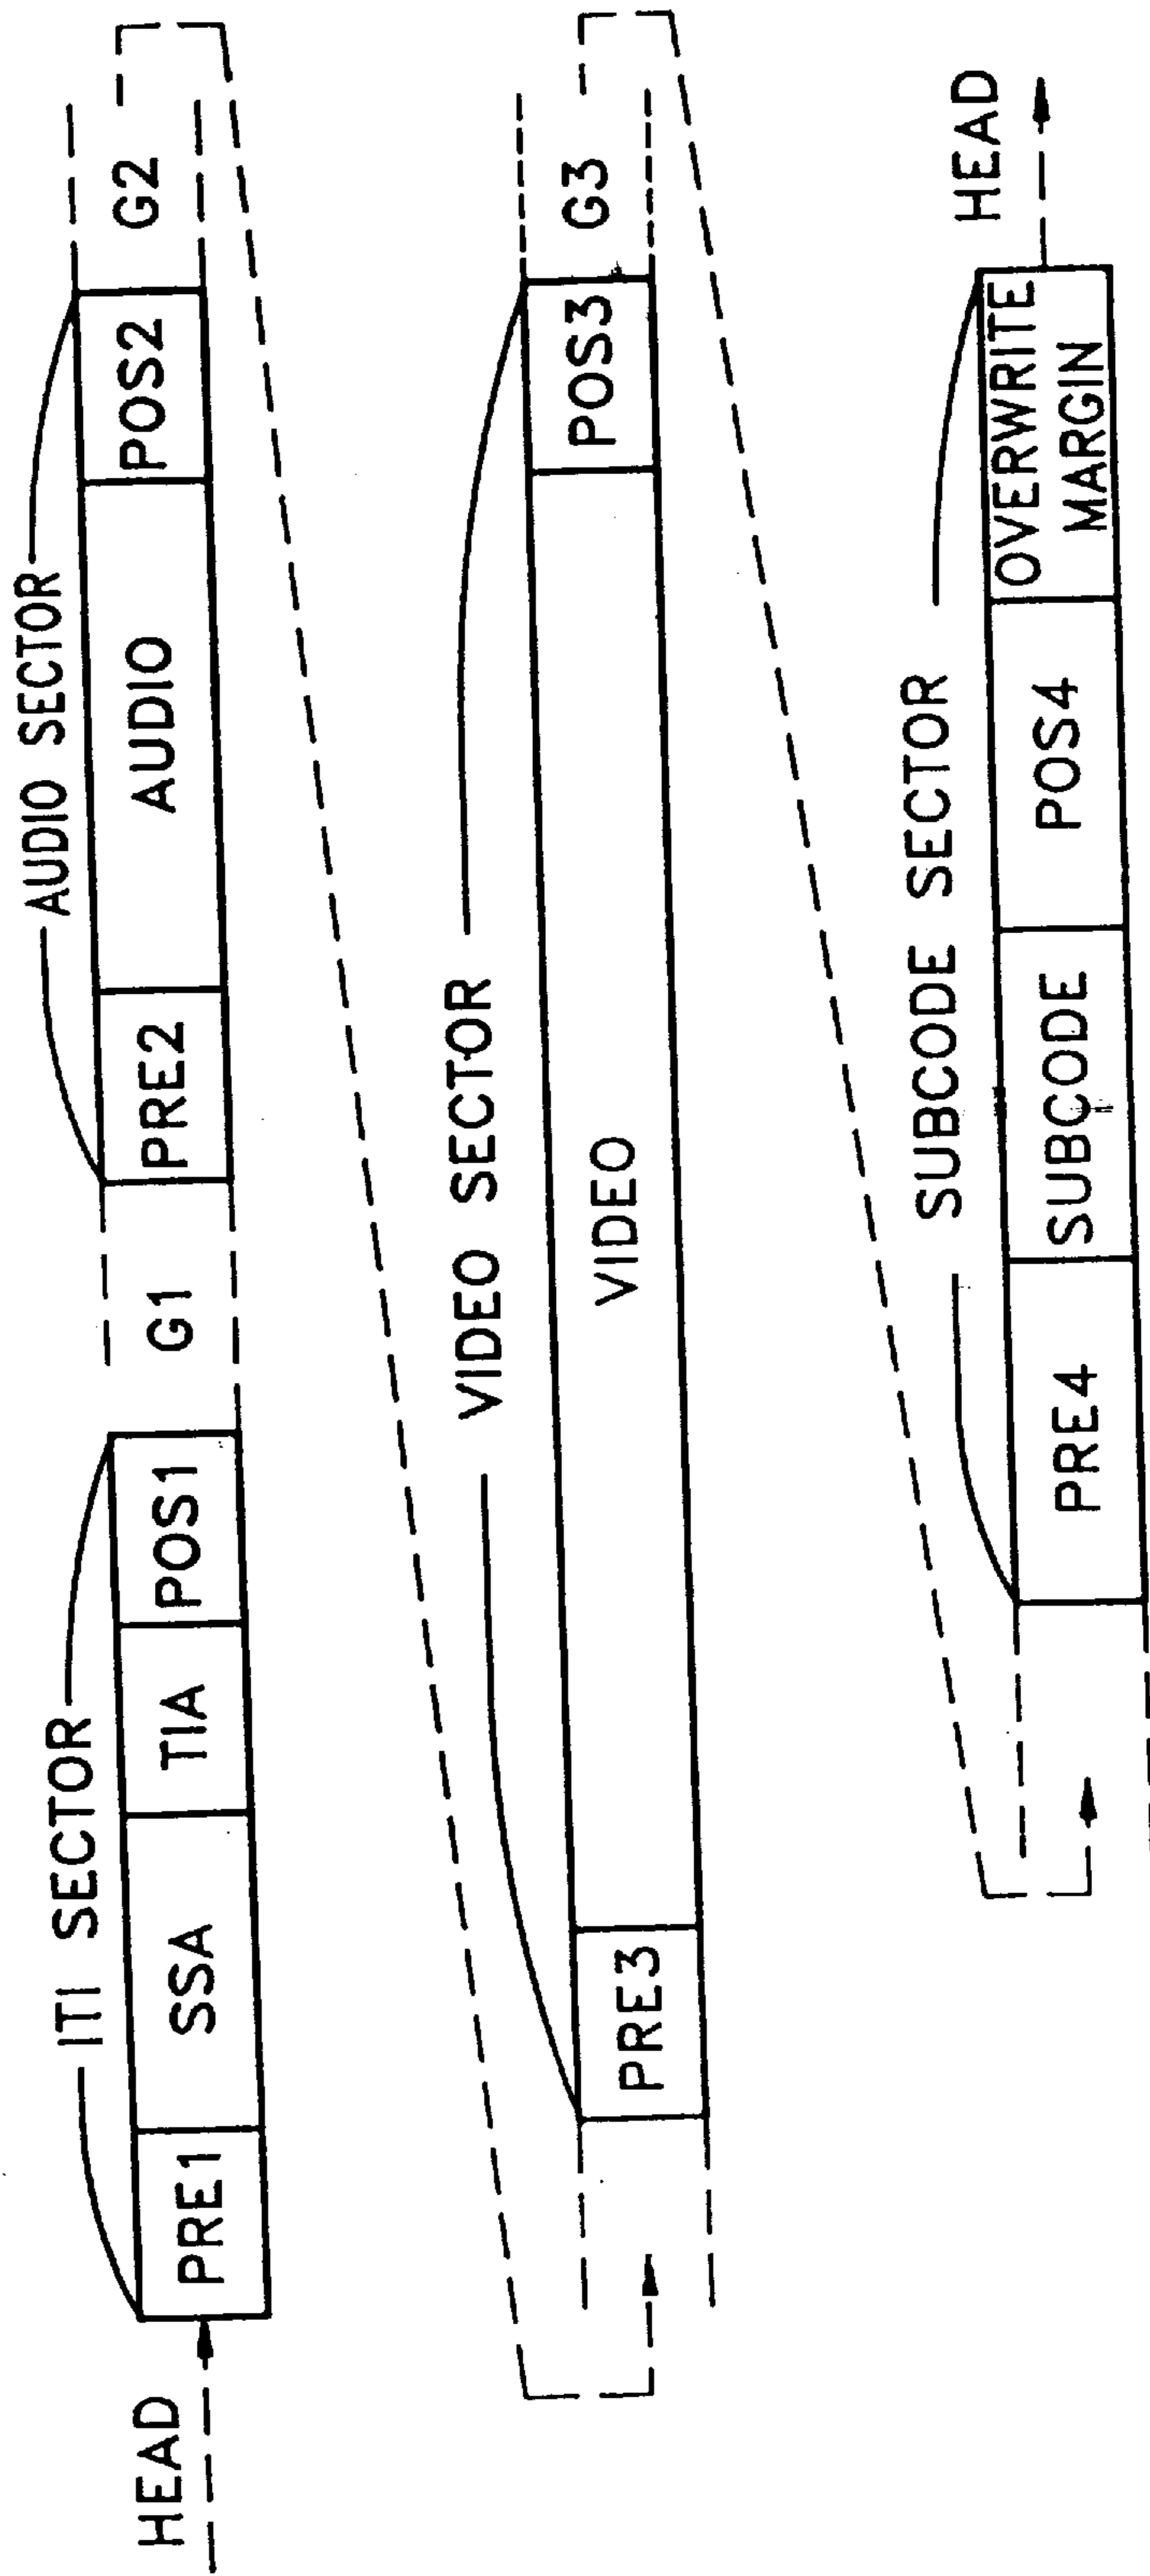 ITI SECTOR
AUDIO SECTOR
HEAD
PRE1
SSA
TIA
POS1
G1
PRE2
AUDIO
POS2
G2
VIDEO SECTOR
PRE3
VIDEO
POS3
G3
SUBCODE SECTOR
HEAD
PRE4
SUBCODE
POS4
OVERWRITE
MARGIN